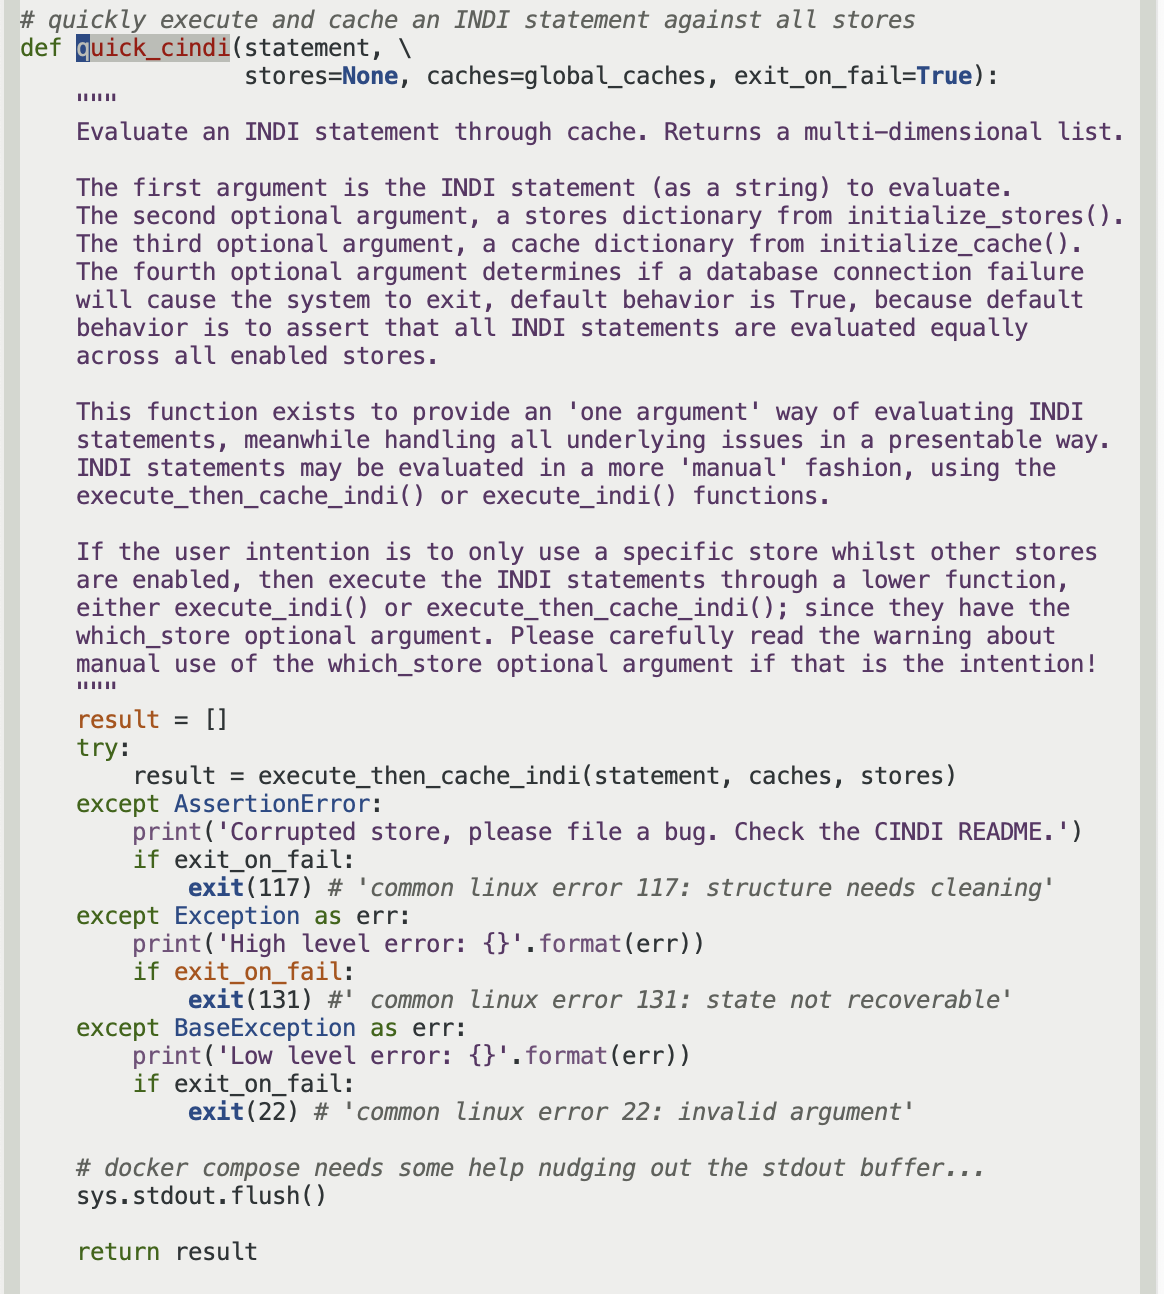 # quickly execute and cache an INDI statement against all stores
def quick_cindi(statement, \
                stores=None, caches=global_caches, exit_on_fail=True):
    """
    Evaluate an INDI statement through cache. Returns a multi-dimensional list.

    The first argument is the INDI statement (as a string) to evaluate.
    The second optional argument, a stores dictionary from initialize_stores().
    The third optional argument, a cache dictionary from initialize_cache().
    The fourth optional argument determines if a database connection failure
    will cause the system to exit, default behavior is True, because default
    behavior is to assert that all INDI statements are evaluated equally
    across all enabled stores.

    This function exists to provide an 'one argument' way of evaluating INDI
    statements, meanwhile handling all underlying issues in a presentable way.
    INDI statements may be evaluated in a more 'manual' fashion, using the
    execute_then_cache_indi() or execute_indi() functions.

    If the user intention is to only use a specific store whilst other stores
    are enabled, then execute the INDI statements through a lower function,
    either execute_indi() or execute_then_cache_indi(); since they have the
    which_store optional argument. Please carefully read the warning about
    manual use of the which_store optional argument if that is the intention!
    """
    result = []
    try:
        result = execute_then_cache_indi(statement, caches, stores)
    except AssertionError:
        print('Corrupted store, please file a bug. Check the CINDI README.')
        if exit_on_fail:
            exit(117) # 'common linux error 117: structure needs cleaning'
    except Exception as err:
        print('High level error: {}'.format(err))
        if exit_on_fail:
            exit(131) #' common linux error 131: state not recoverable'
    except BaseException as err:
        print('Low level error: {}'.format(err))
        if exit_on_fail:
            exit(22) # 'common linux error 22: invalid argument'

    # docker compose needs some help nudging out the stdout buffer...
    sys.stdout.flush()

    return result